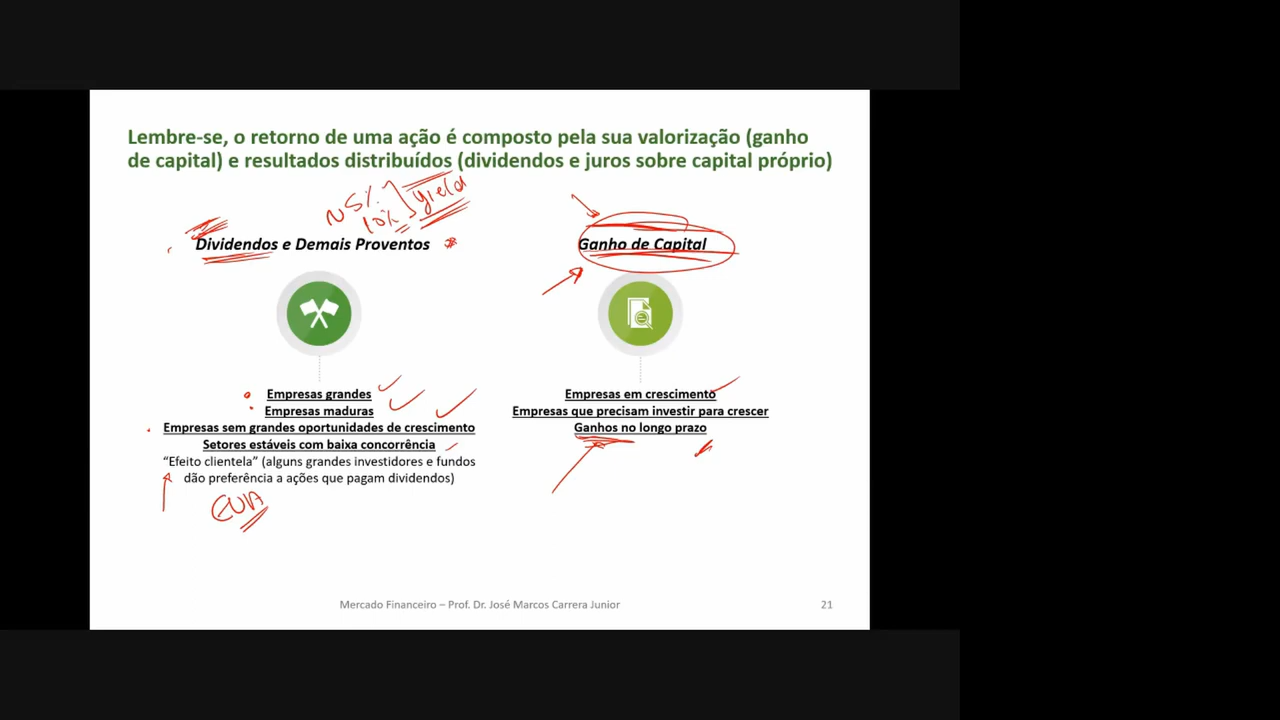 Lembre-se, o retorno de uma ação é composto pela sua valorização (ganho
de capital) e resultados distribuídos (dividendos e juros sobre capital próprio)
5%
10%
yield
Dividendos e Demais Proventos
Ganho de Capital
Empresas grandes
Empresas maduras
Empresas sem grandes oportunidades de crescimento
Setores estáveis com baixa concorrência
“Efeito clientela” (alguns grandes investidores e fundos
dão preferência a ações que pagam dividendos)
EUA
Empresas em crescimento
Empresas que precisam investir para crescer
Ganhos no longo prazo
Mercado Financeiro – Prof. Dr. José Marcos Carrera Junior
21